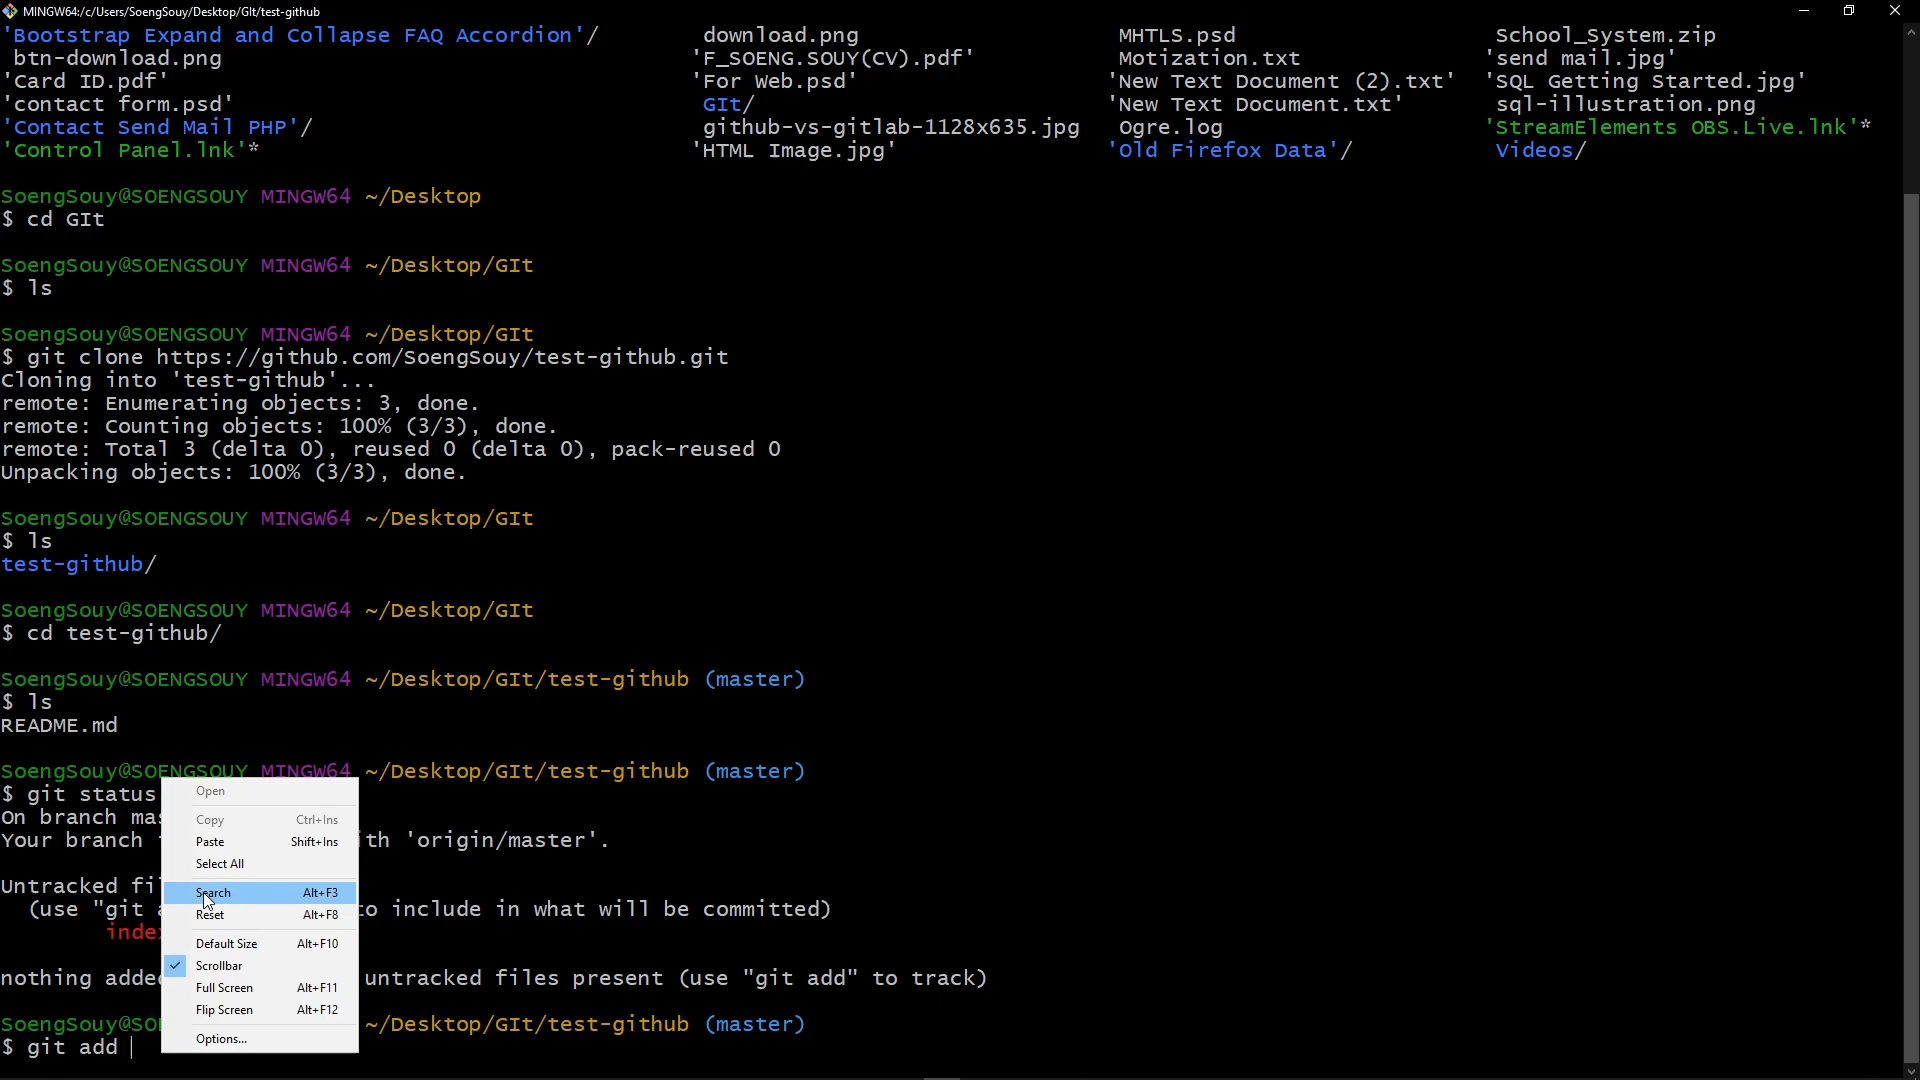 MINGW64:/c/Users/SoengSouy/Desktop/GIt/test-github
'Bootstrap Expand and Collapse FAQ Accordion'/ download.png MHTLS.psd School_System.zip
btn-download.png 'F_SOENG.SOUY(CV).pdf' Motization.txt 'send mail.jpg'
'Card ID.pdf' 'For Web.psd' 'New Text Document (2).txt' 'SQL Getting Started.jpg'
'contact form.psd' GIt/ 'New Text Document.txt' sql-illustration.png
'Contact Send Mail PHP'/ github-vs-gitlab-1128x635.jpg Ogre.log 'StreamElements OBS.Live.lnk'*
'Control Panel.lnk'* 'HTML Image.jpg' 'Old Firefox Data'/ Videos/
SoengSouy@SOENGSOUY MINGW64 ~/Desktop
$ cd GIt
SoengSouy@SOENGSOUY MINGW64 ~/Desktop/GIt
$ ls
SoengSouy@SOENGSOUY MINGW64 ~/Desktop/GIt
$ git clone https://github.com/SoengSouy/test-github.git
Cloning into 'test-github'...
remote: Enumerating objects: 3, done.
remote: Counting objects: 100% (3/3), done.
remote: Total 3 (delta 0), reused 0 (delta 0), pack-reused 0
Unpacking objects: 100% (3/3), done.
SoengSouy@SOENGSOUY MINGW64 ~/Desktop/GIt
$ ls
test-github/
SoengSouy@SOENGSOUY MINGW64 ~/Desktop/GIt
$ cd test-github/
SoengSouy@SOENGSOUY MINGW64 ~/Desktop/GIt/test-github (master)
$ ls
README.md
SoengSouy@SOENGSOUY MINGW64 ~/Desktop/GIt/test-github (master)
$ git status
On branch mas
Your branch ith 'origin/master'.
Untracked fi
(use "git a to include in what will be committed)
index
nothing added untracked files present (use "git add" to track)
SoengSouy@SO ~/Desktop/GIt/test-github (master)
$ git add
Open
Copy Ctrl+Ins
Paste Shift+Ins
Select All
Search Alt+F3
Reset Alt+F8
Default Size Alt+F10
Scrollbar
Full Screen Alt+F11
Flip Screen Alt+F12
Options...